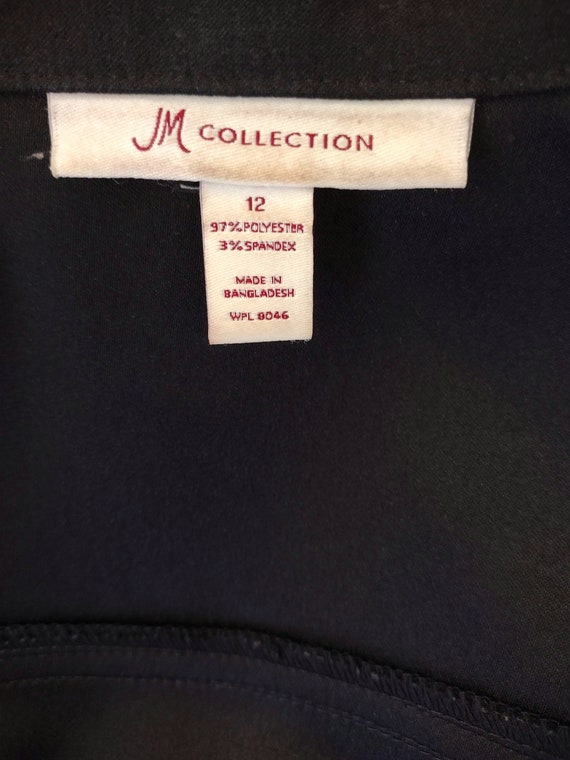 JM COLLECTION
12
97% POLYESTER
3% SPANDEX
MADE IN
BANGLADESH
WPL 8046